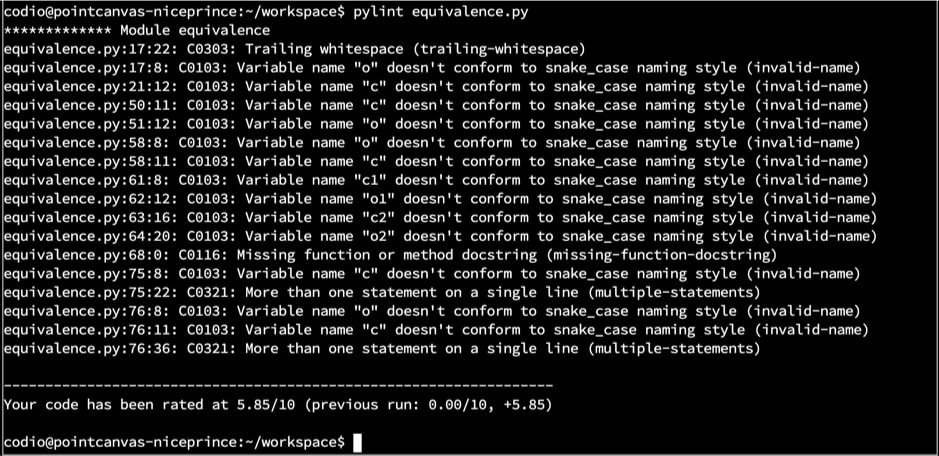 codio@pointcanvas-niceprince:~/workspace$ pylint equivalence.py
************* Module equivalence
equivalence.py:17:22: C0303: Trailing whitespace (trailing-whitespace)
equivalence.py:17:8: C0103: Variable name "o" doesn't conform to snake_case naming style (invalid-name)
equivalence.py:21:12: C0103: Variable name "c" doesn't conform to snake_case naming style (invalid-name)
equivalence.py:50:11: C0103: Variable name "c" doesn't conform to snake_case naming style (invalid-name)
equivalence.py:51:12: C0103: Variable name "o" doesn't conform to snake_case naming style (invalid-name)
equivalence.py:58:8: C0103: Variable name "o" doesn't conform to snake_case naming style (invalid-name)
equivalence.py:58:11: C0103: Variable name "c" doesn't conform to snake_case naming style (invalid-name)
equivalence.py:61:8: C0103: Variable name "c1" doesn't conform to snake_case naming style (invalid-name)
equivalence.py:62:12: C0103: Variable name "o1" doesn't conform to snake_case naming style (invalid-name)
equivalence.py:63:16: C0103: Variable name "c2" doesn't conform to snake_case naming style (invalid-name)
equivalence.py:64:20: C0103: Variable name "o2" doesn't conform to snake_case naming style (invalid-name)
equivalence.py:68:0: C0116: Missing function or method docstring (missing-function-docstring)
equivalence.py:75:8: C0103: Variable name "c" doesn't conform to snake_case naming style (invalid-name)
equivalence.py:75:22: C0321: More than one statement on a single line (multiple-statements)
equivalence.py:76:8: C0103: Variable name "o" doesn't conform to snake_case naming style (invalid-name)
equivalence.py:76:11: C0103: Variable name "c" doesn't conform to snake_case naming style (invalid-name)
equivalence.py:76:36: C0321: More than one statement on a single line (multiple-statements)
------------------------------------------------------------------
Your code has been rated at 5.85/10 (previous run: 0.00/10, +5.85)
codio@pointcanvas-niceprince:~/workspace$